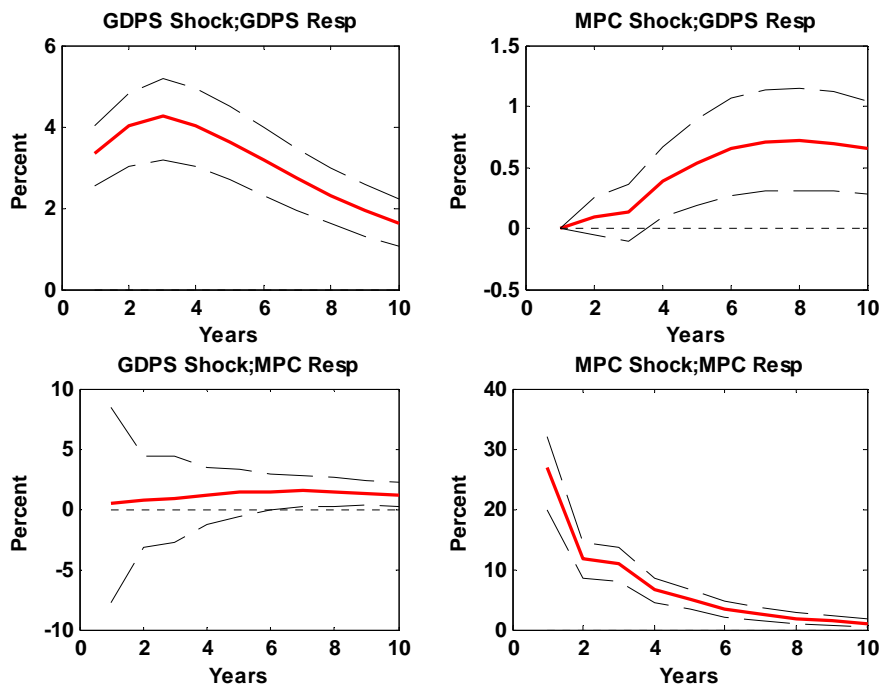 GDPS Shock;GDPS Resp
6
4
2
0
Percent
0 2 4 6 8 10
Years
MPC Shock;GDPS Resp
1.5
1
0.5
0
-0.5
Percent
0 2 4 6 8 10
Years
GDPS Shock;MPC Resp
10
5
0
-5
-10
Percent
0 2 4 6 8 10
Years
MPC Shock;MPC Resp
40
30
20
10
0
Percent
0 2 4 6 8 10
Years